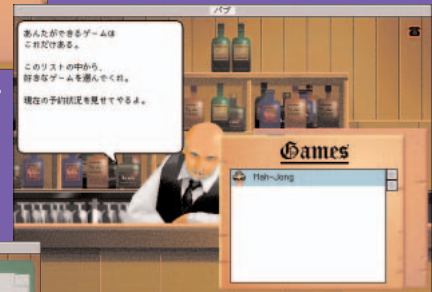 パブ
あんたができるゲームは
これだけある。
このリストの中から、
好きなゲームを選んでくれ。
現在の予約状況を見せてやるよ。
Games
Mah-Jong